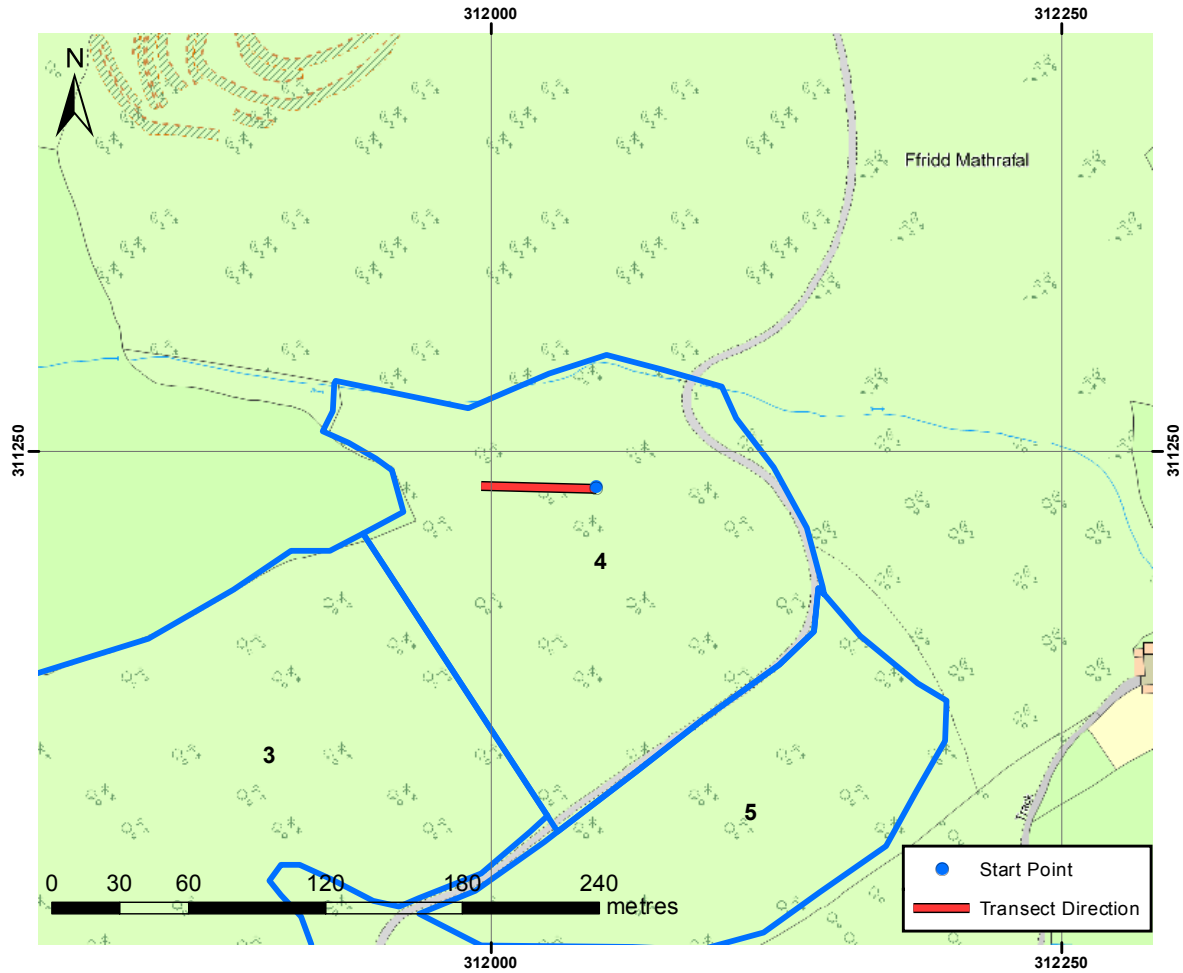 312000
312250
N
Ffridd Mathrafal
311250
311250
4
3
5
Track
0 30 60 120 180 240
metres
Start Point
Transect Direction
312000
312250